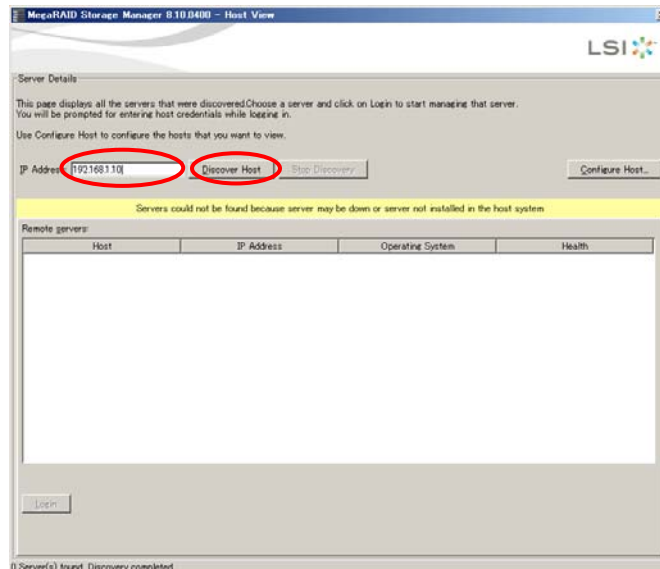 MegaRAID Storage Manager 8.10.0400 - Host View
LSI
Server Details
This page displays all the servers that were discovered.Choose a server and click on Login to start managing that server.
You will be prompted for entering host credentials while logging in.
Use Configure Host to configure the hosts that you want to view.
IP Address: 192.168.1.10 Discover Host Stop Discovery Configure Host...
Servers could not be found because server may be down or server not installed in the host system
Remote servers:
Host IP Address Operating System Health
Login
0 Server(s) found. Discovery completed